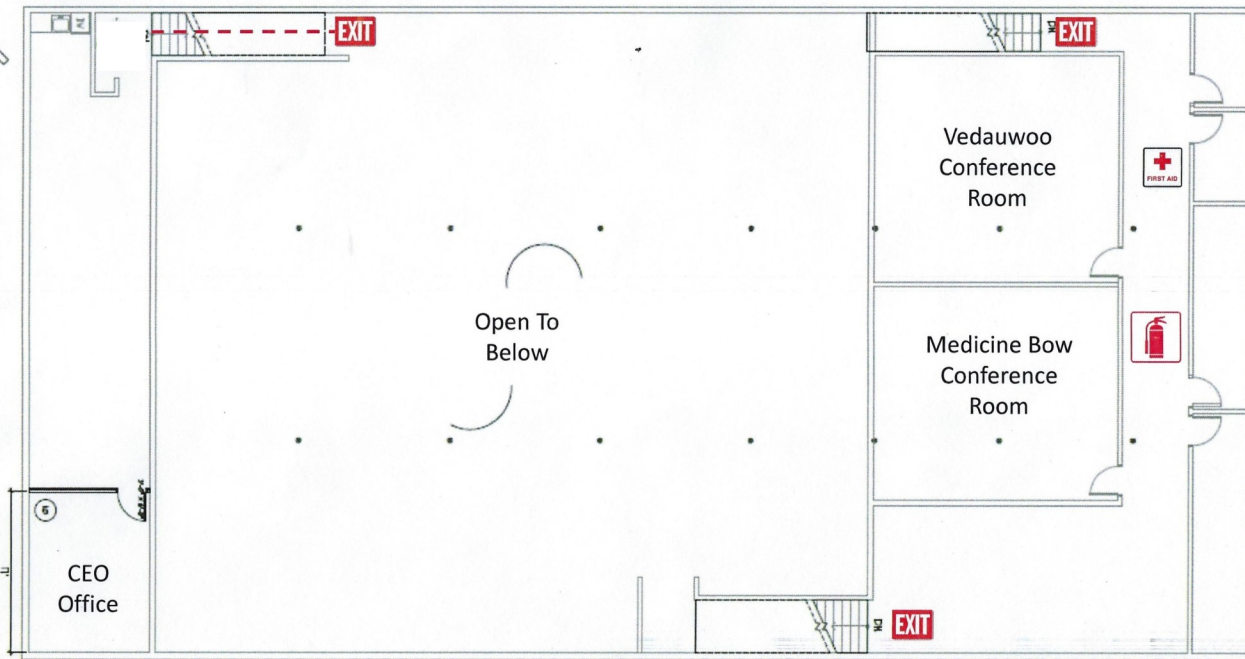 EXIT
EXIT
Vedauwoo
Conference
Room
FIRST AID
Open To
Below
Medicine Bow
Conference
Room
CEO
Office
EXIT